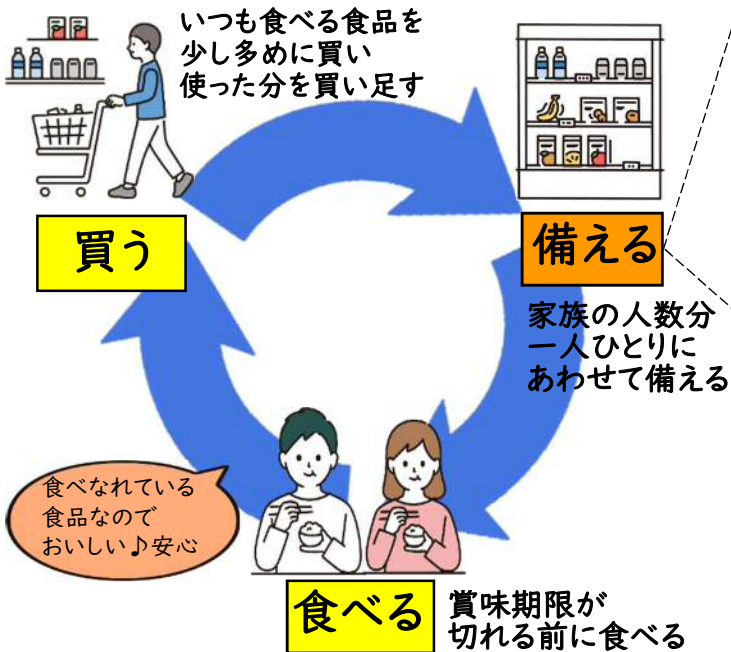 いつも食べる食品を
少し多めに買い
使った分を買い足す
買う
備える
家族の人数分
一人ひとりに
あわせて備える
食べなれている
食品なので
おいしい♪安心
食べる
賞味期限が
切れる前に食べる